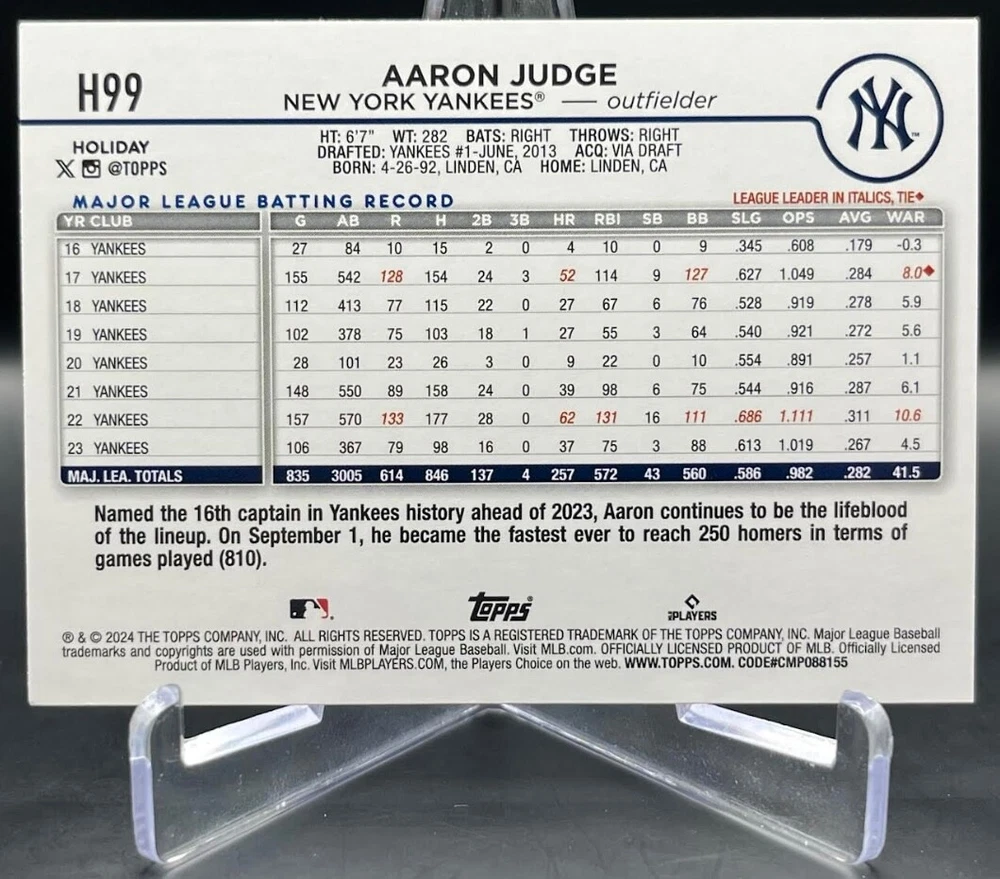 H99
AARON JUDGE
NEW YORK YANKEES® — outfielder
NY™
HOLIDAY
@TOPPS
HT: 6'7" WT: 282 BATS: RIGHT THROWS: RIGHT
DRAFTED: YANKEES #1-JUNE, 2013 ACQ: VIA DRAFT
BORN: 4-26-92, LINDEN, CA HOME: LINDEN, CA
MAJOR LEAGUE BATTING RECORD
LEAGUE LEADER IN ITALICS, TIE♦
YR CLUB G AB R H 2B 3B HR RBI SB BB SLG OPS AVG WAR
16 YANKEES 27 84 10 15 2 0 4 10 0 9 .345 .608 .179 -0.3
17 YANKEES 155 542 128 154 24 3 52 114 9 127 .627 1.049 .284 8.0♦
18 YANKEES 112 413 77 115 22 0 27 67 6 76 .528 .919 .278 5.9
19 YANKEES 102 378 75 103 18 1 27 55 3 64 .540 .921 .272 5.6
20 YANKEES 28 101 23 26 3 0 9 22 0 10 .554 .891 .257 1.1
21 YANKEES 148 550 89 158 24 0 39 98 6 75 .544 .916 .287 6.1
22 YANKEES 157 570 133 177 28 0 62 131 16 111 .686 1.111 .311 10.6
23 YANKEES 106 367 79 98 16 0 37 75 3 88 .613 1.019 .267 4.5
MAJ. LEA. TOTALS 835 3005 614 846 137 4 257 572 43 560 .586 .982 .282 41.5
Named the 16th captain in Yankees history ahead of 2023, Aaron continues to be the lifeblood
of the lineup. On September 1, he became the fastest ever to reach 250 homers in terms of
games played (810).
Topps
PLAYERS
® & © 2024 THE TOPPS COMPANY, INC. ALL RIGHTS RESERVED. TOPPS IS A REGISTERED TRADEMARK OF THE TOPPS COMPANY, INC. Major League Baseball
trademarks and copyrights are used with permission of Major League Baseball. Visit MLB.com. OFFICIALLY LICENSED PRODUCT OF MLB. Officially Licensed
Product of MLB Players, Inc. Visit MLBPLAYERS.COM, the Players Choice on the web. WWW.TOPPS.COM. CODE#CMP088155